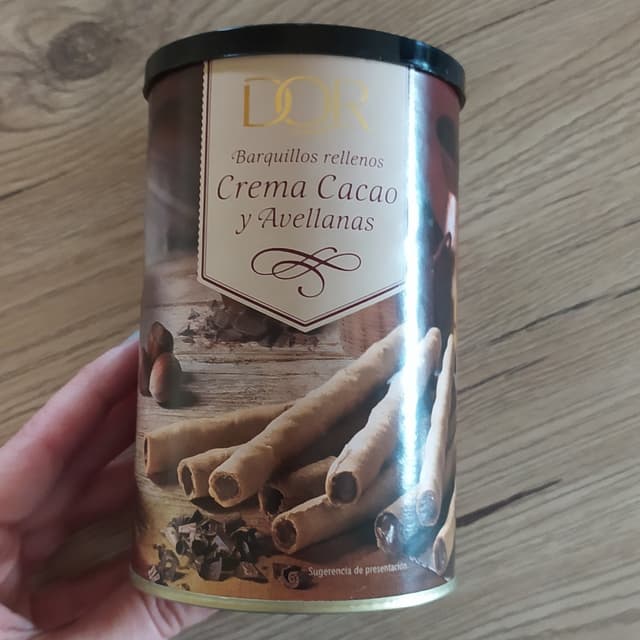 DOR
Barquillos rellenos
Crema Cacao
y Avellanas
Sugerencia de presentación